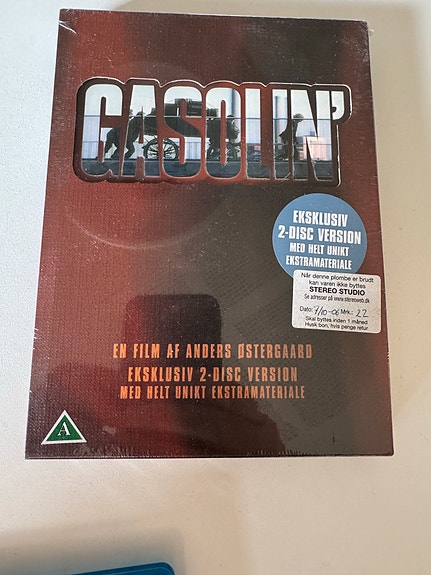 GASOLIN'
EKSKLUSIV
2-DISC VERSION
MED HELT UNIKT
EKSTRAMATERIALE
Når denne plombe er brudt
kan varen ikke byttes
STEREO STUDIO
Se adresser på www.stereoweb.dk
Dato: 7/10-06 Mrk.: 22
Skal byttes inden 1 måned
Husk bon, hvis penge retur
EN FILM AF ANDERS ØSTERGAARD
EKSKLUSIV 2-DISC VERSION
MED HELT UNIKT EKSTRAMATERIALE
A